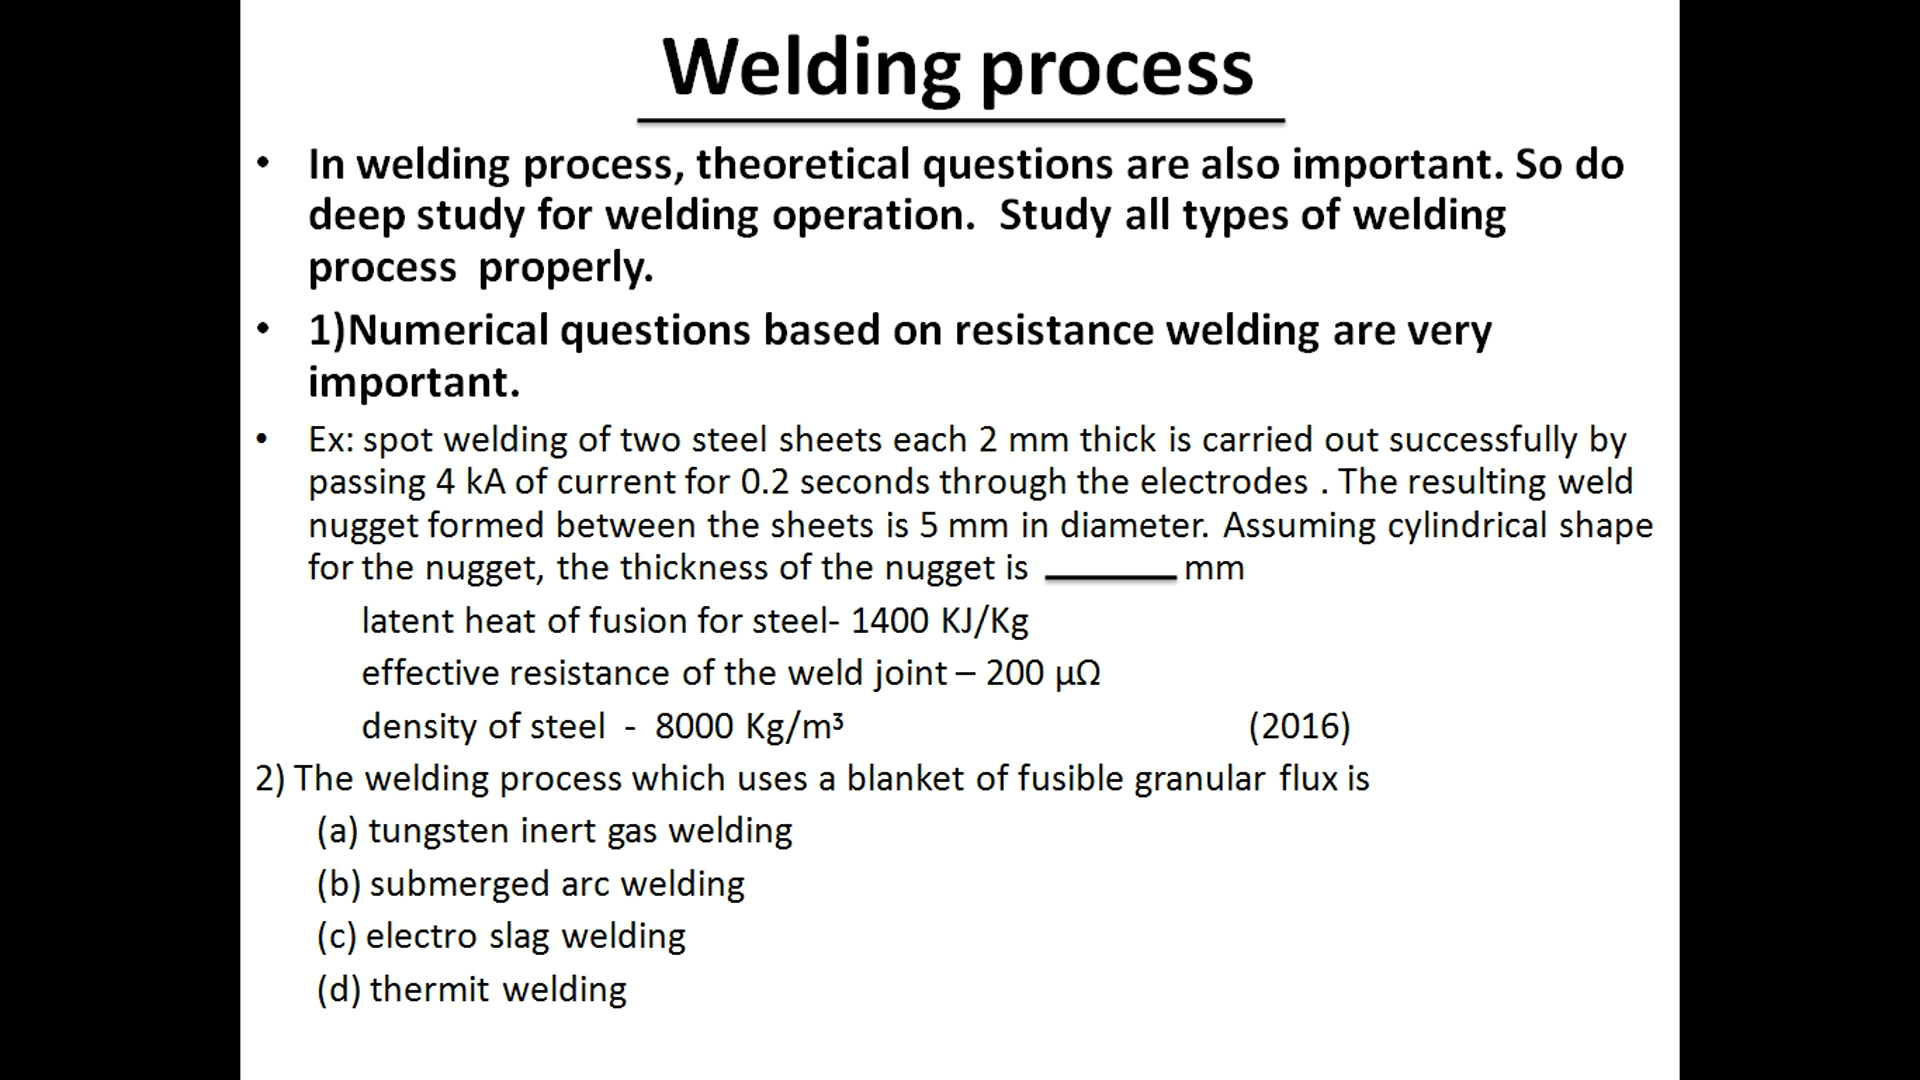 Welding process
• In welding process, theoretical questions are also important. So do
deep study for welding operation.  Study all types of welding
process  properly.
• 1)Numerical questions based on resistance welding are very
important.
• Ex: spot welding of two steel sheets each 2 mm thick is carried out successfully by
passing 4 kA of current for 0.2 seconds through the electrodes . The resulting weld
nugget formed between the sheets is 5 mm in diameter. Assuming cylindrical shape
for the nugget, the thickness of the nugget is ______ mm
latent heat of fusion for steel- 1400 KJ/Kg
effective resistance of the weld joint – 200 μΩ
density of steel  -  8000 Kg/m³ (2016)
2) The welding process which uses a blanket of fusible granular flux is
(a) tungsten inert gas welding
(b) submerged arc welding
(c) electro slag welding
(d) thermit welding